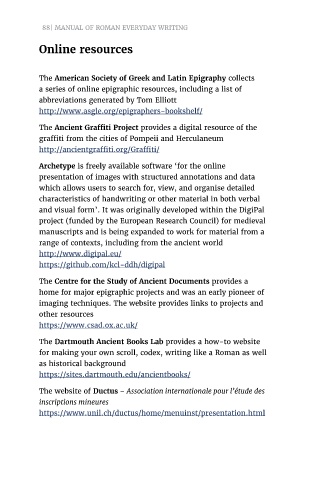 88| MANUAL OF ROMAN EVERYDAY WRITING
Online resources
The American Society of Greek and Latin Epigraphy collects
a series of online epigraphic resources, including a list of
abbreviations generated by Tom Elliott
http://www.asgle.org/epigraphers-bookshelf/
The Ancient Graffiti Project provides a digital resource of the
graffiti from the cities of Pompeii and Herculaneum
http://ancientgraffiti.org/Graffiti/
Archetype is freely available software ‘for the online
presentation of images with structured annotations and data
which allows users to search for, view, and organise detailed
characteristics of handwriting or other material in both verbal
and visual form’. It was originally developed within the DigiPal
project (funded by the European Research Council) for medieval
manuscripts and is being expanded to work for material from a
range of contexts, including from the ancient world
http://www.digipal.eu/
https://github.com/kcl-ddh/digipal
The Centre for the Study of Ancient Documents provides a
home for major epigraphic projects and was an early pioneer of
imaging techniques. The website provides links to projects and
other resources
https://www.csad.ox.ac.uk/
The Dartmouth Ancient Books Lab provides a how-to website
for making your own scroll, codex, writing like a Roman as well
as historical background
https://sites.dartmouth.edu/ancientbooks/
The website of Ductus – Association internationale pour l’étude des
inscriptions mineures
https://www.unil.ch/ductus/home/menuinst/presentation.html